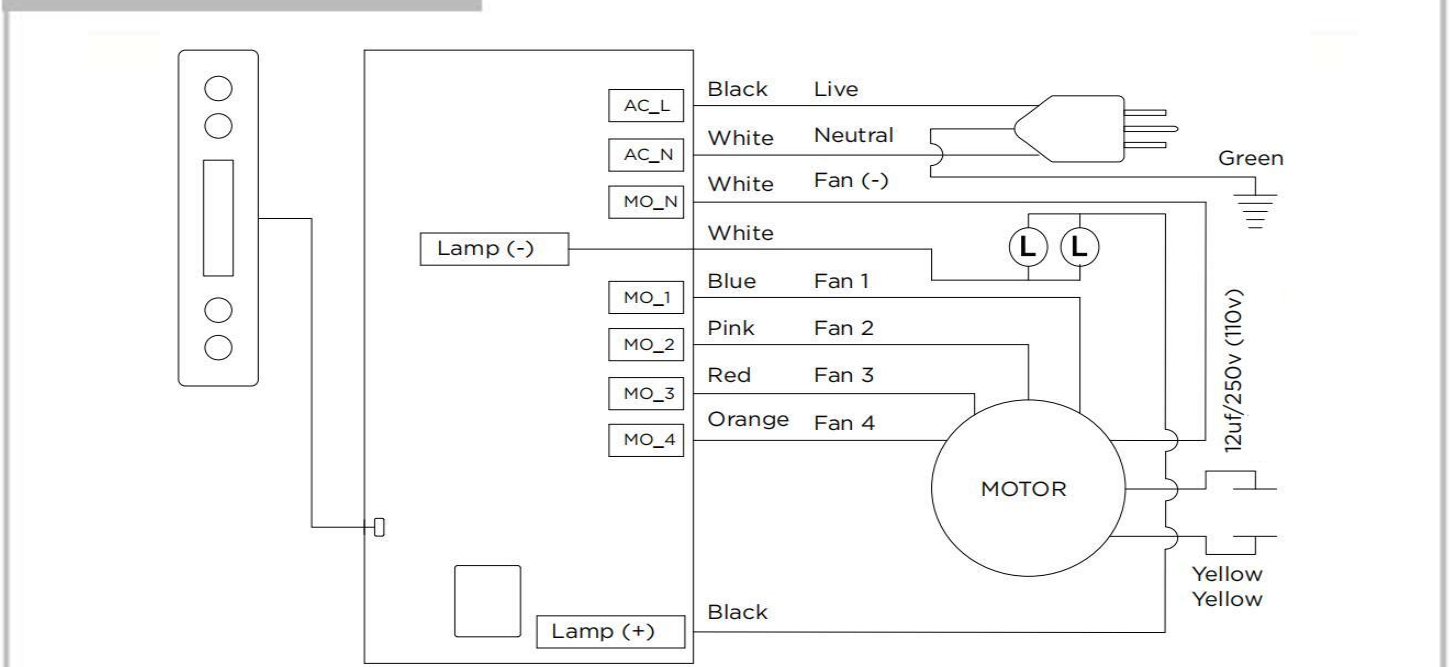 AC_L Black Live
AC_N White Neutral
Green
MO_N White Fan (-)
Lamp (-) White
L L
MO_1 Blue Fan 1
MO_2 Pink Fan 2
MO_3 Red Fan 3
MO_4 Orange Fan 4
12uf/250v (110v)
MOTOR
Yellow
Yellow
Lamp (+) Black